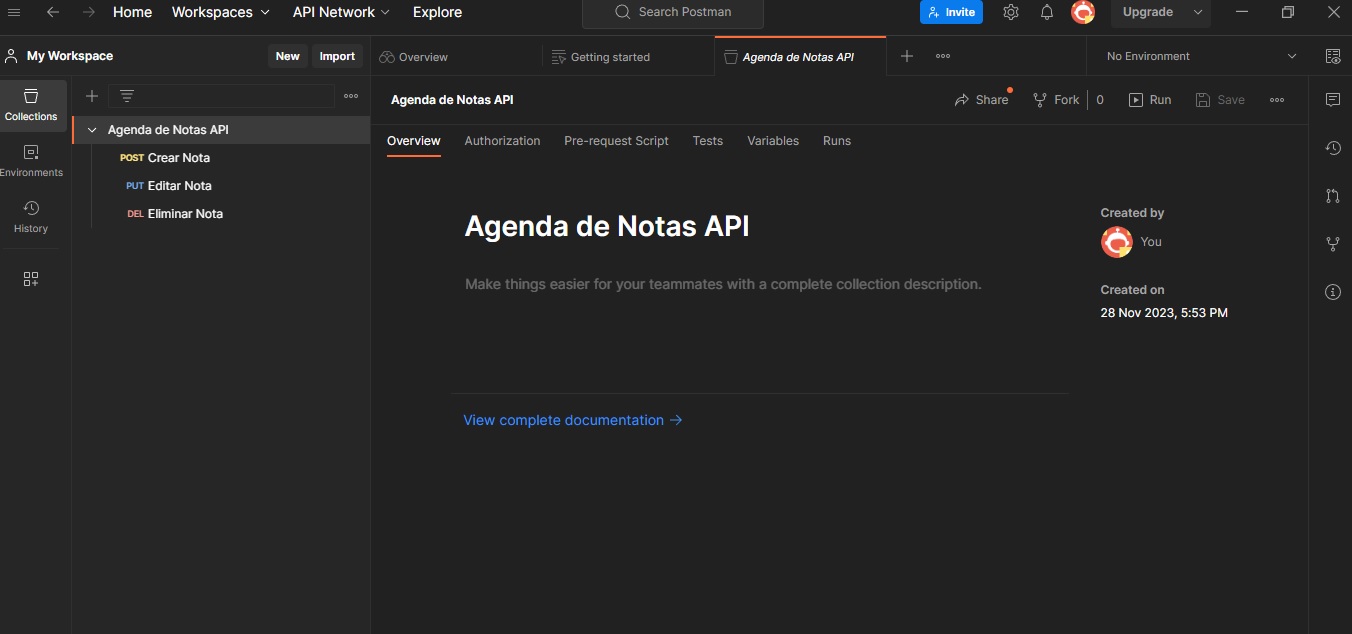 Home Workspaces API Network Explore Search Postman Invite Upgrade
My Workspace New Import Overview Getting started Agenda de Notas API No Environment
Collections
Environments
History
Agenda de Notas API
POST Crear Nota
PUT Editar Nota
DEL Eliminar Nota
Agenda de Notas API Share Fork 0 Run Save
Overview Authorization Pre-request Script Tests Variables Runs
Agenda de Notas API
Make things easier for your teammates with a complete collection description.
View complete documentation →
Created by
You
Created on
28 Nov 2023, 5:53 PM